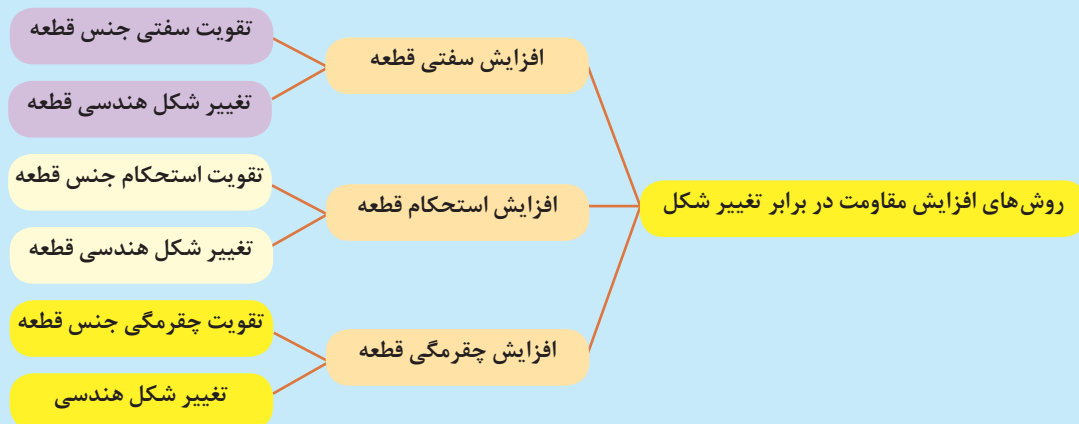 روش‌های افزایش مقاومت در برابر تغییر شکل
افزایش سفتی قطعه
تقویت سفتی جنس قطعه
تغییر شکل هندسی قطعه
افزایش استحکام قطعه
تقویت استحکام جنس قطعه
تغییر شکل هندسی قطعه
افزایش چقرمگی قطعه
تقویت چقرمگی جنس قطعه
تغییر شکل هندسی